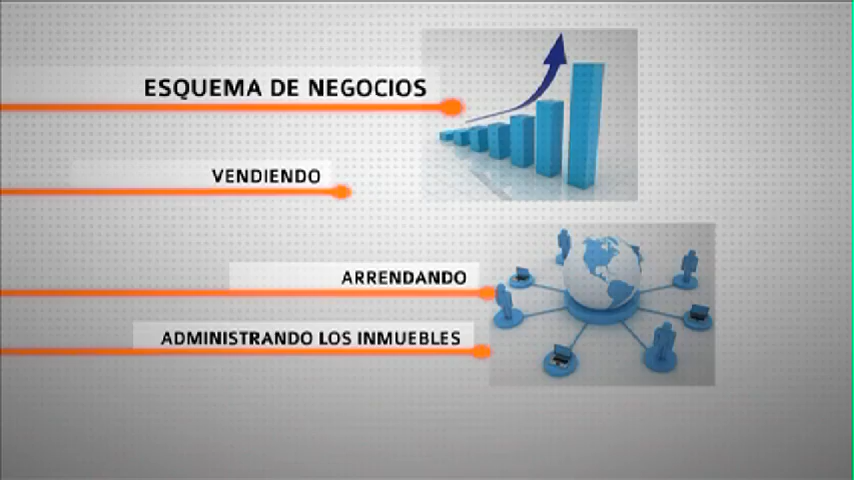 ESQUEMA DE NEGOCIOS
VENDIENDO
ARRENDANDO
ADMINISTRANDO LOS INMUEBLES